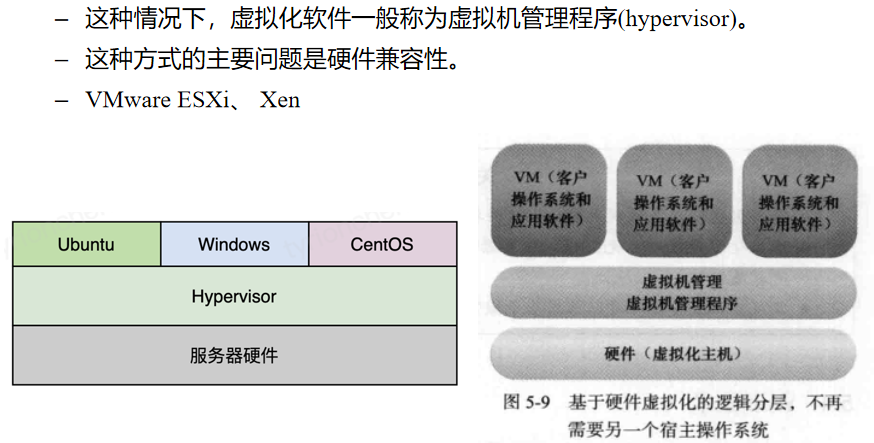 – 这种情况下，虚拟化软件一般称为虚拟机管理程序(hypervisor)。
– 这种方式的主要问题是硬件兼容性。
– VMware ESXi、 Xen
Ubuntu Windows CentOS
Hypervisor
服务器硬件
VM（客户
操作系统和
应用软件）
VM（客户
操作系统和
应用软件）
VM（客户
操作系统和
应用软件）
虚拟机管理
虚拟机管理程序
硬件（虚拟化主机）
图 5-9 基于硬件虚拟化的逻辑分层，不再
需要另一个宿主操作系统